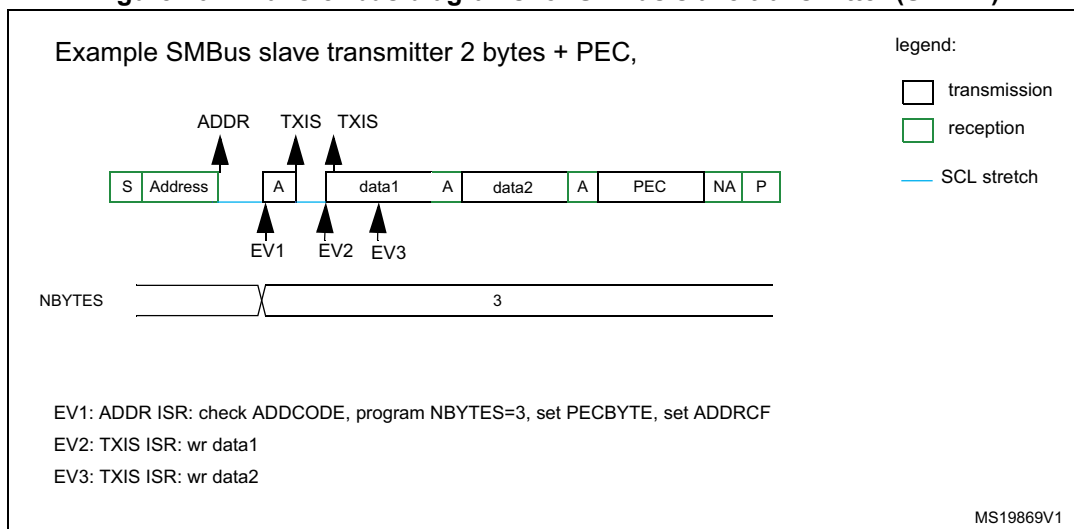 Example SMBus slave transmitter 2 bytes + PEC,
legend:
transmission
reception
SCL stretch
ADDR TXIS TXIS
S Address A data1 A data2 A PEC NA P
EV1 EV2 EV3
NBYTES 3
EV1: ADDR ISR: check ADDCODE, program NBYTES=3, set PECBYTE, set ADDRCF
EV2: TXIS ISR: wr data1
EV3: TXIS ISR: wr data2
MS19869V1